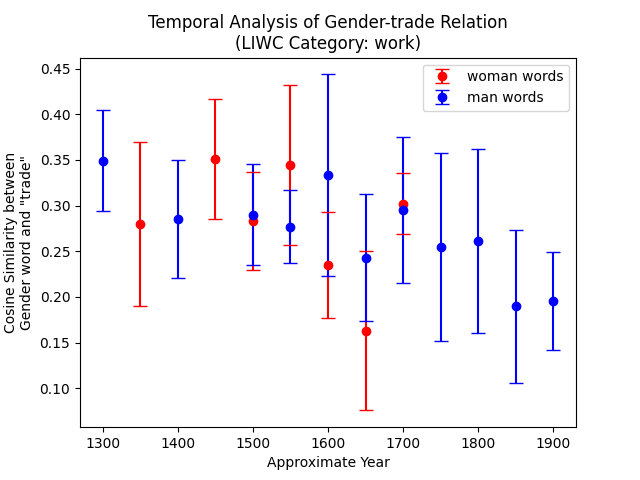 Temporal Analysis of Gender-trade Relation
(LIWC Category: work)
woman words
man words
Cosine Similarity between
Gender word and "trade"
0.45
0.40
0.35
0.30
0.25
0.20
0.15
0.10
1300 1400 1500 1600 1700 1800 1900
Approximate Year